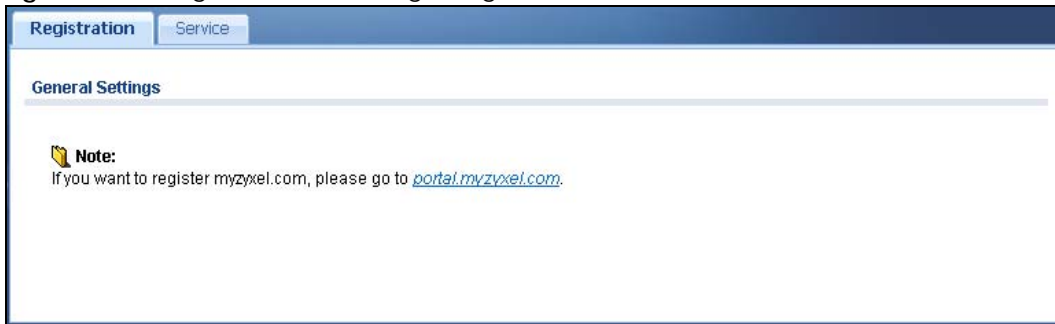 Registration
Service
General Settings
Note:
If you want to register myzyxel.com, please go to portal.myzyxel.com.